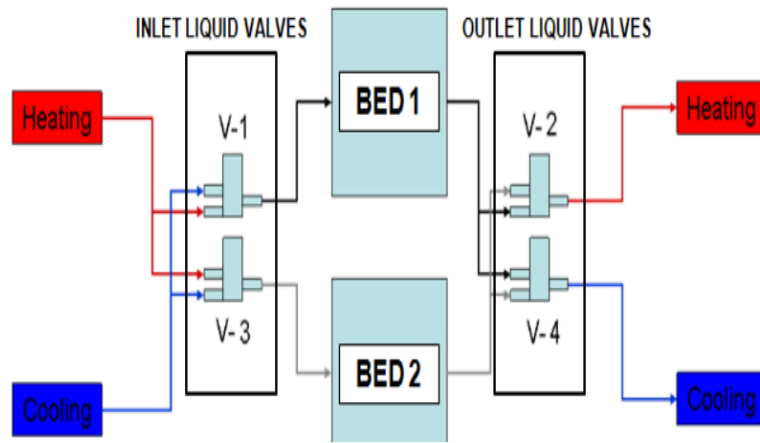 INLET LIQUID VALVES
OUTLET LIQUID VALVES
BED 1
Heating
Heating
V-1
V-2
V-3
V-4
BED 2
Cooling
Cooling